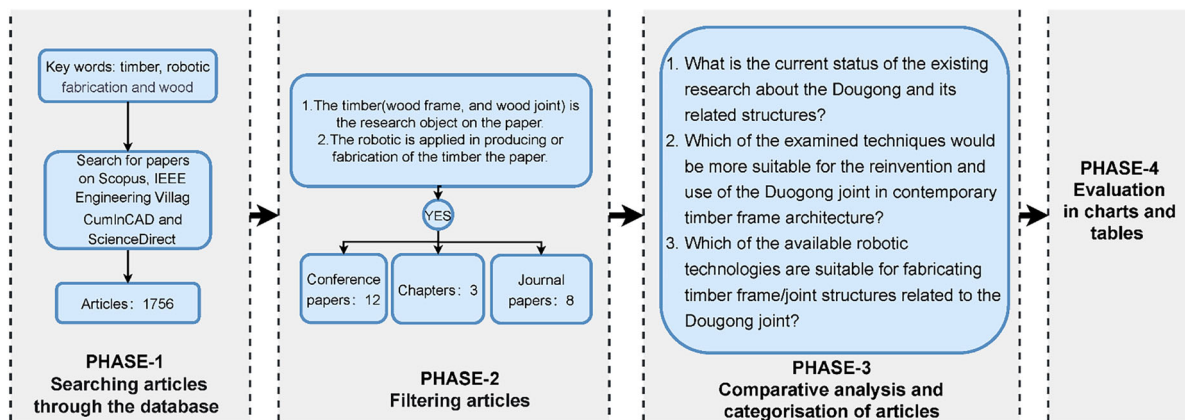 Key words: timber, robotic
fabrication and wood
Search for papers
on Scopus, IEEE
Engineering Villag
CumInCAD and
ScienceDirect
Articles: 1756
PHASE-1
Searching articles
through the database
1.The timber(wood frame, and wood joint) is
the research object on the paper.
2.The robotic is applied in producing or
fabrication of the timber the paper.
YES
Conference
papers: 12
Chapters: 3
Journal
papers: 8
PHASE-2
Filtering articles
1. What is the current status of the existing
research about the Dougong and its
related structures?
2. Which of the examined techniques would
be more suitable for the reinvention and
use of the Duogong joint in contemporary
timber frame architecture?
3. Which of the available robotic
technologies are suitable for fabricating
timber frame/joint structures related to the
Dougong joint?
PHASE-3
Comparative analysis and
categorisation of articles
PHASE-4
Evaluation
in charts and
tables